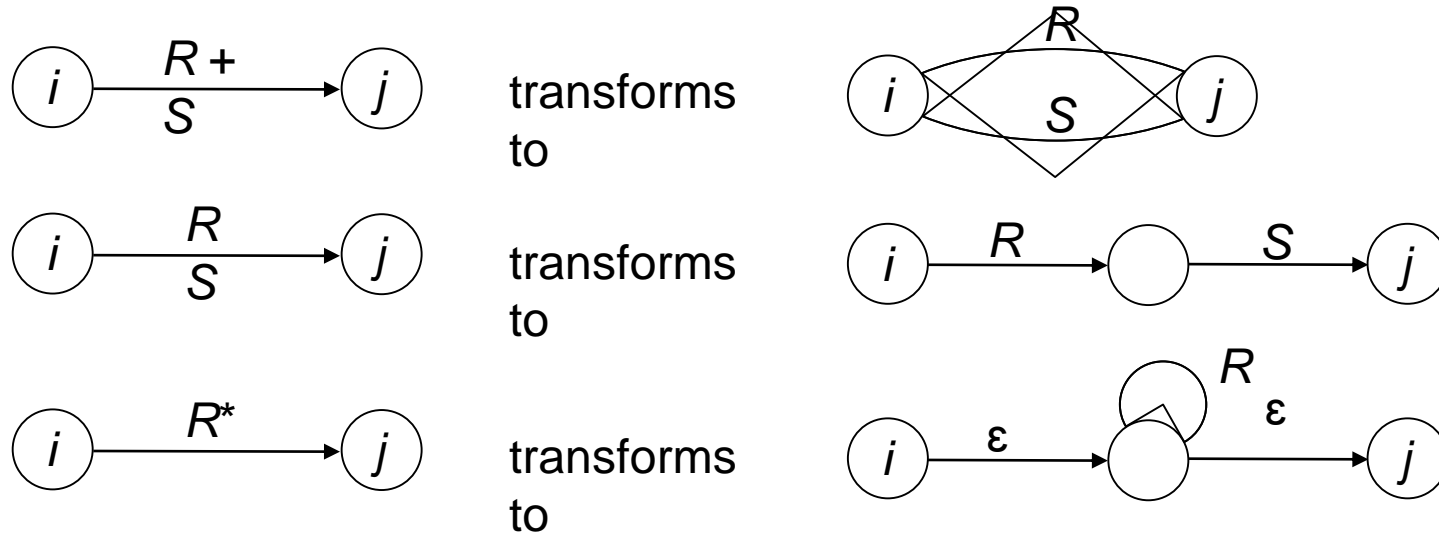 i
R +
S
j
transforms
to
i
R
S
j
i
R
S
j
transforms
to
i
R
S
j
i
R*
j
transforms
to
i
ε
R
ε
j